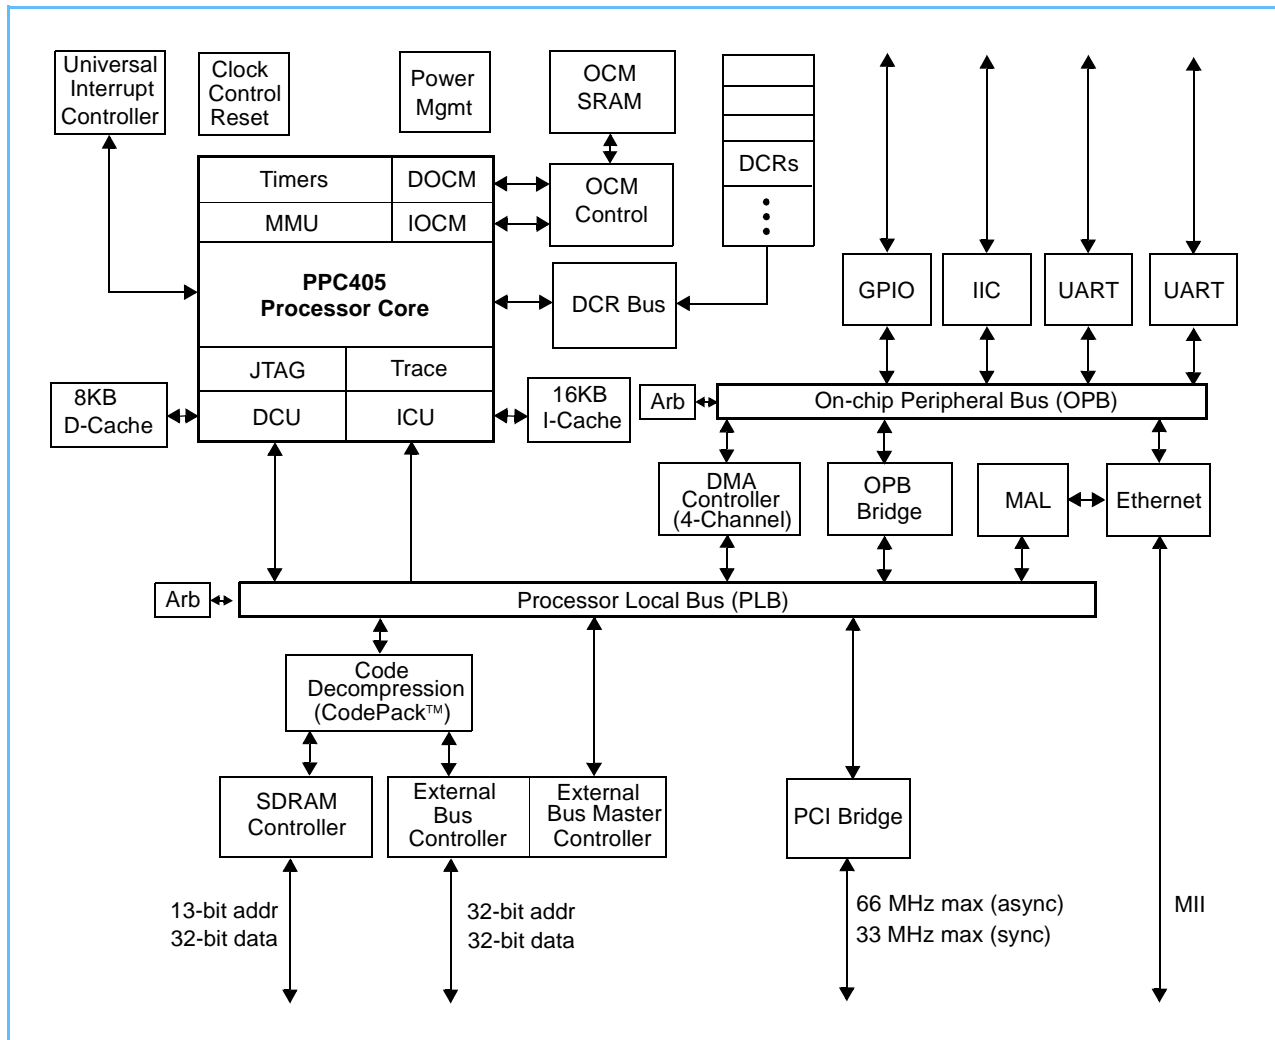 Universal
Interrupt
Controller
Clock
Control
Reset
Power
Mgmt
OCM
SRAM
DCRs
Timers
DOCM
MMU
IOCM
OCM
Control
PPC405
Processor Core
DCR Bus
GPIO
IIC
UART
UART
JTAG
Trace
DCU
ICU
8KB
D-Cache
16KB
I-Cache
Arb
On-chip Peripheral Bus (OPB)
DMA
Controller
(4-Channel)
OPB
Bridge
MAL
Ethernet
Arb
Processor Local Bus (PLB)
Code
Decompression
(CodePack™)
SDRAM
Controller
External
Bus
Controller
External
Bus Master
Controller
PCI Bridge
13-bit addr
32-bit data
32-bit addr
32-bit data
66 MHz max (async)
33 MHz max (sync)
MII